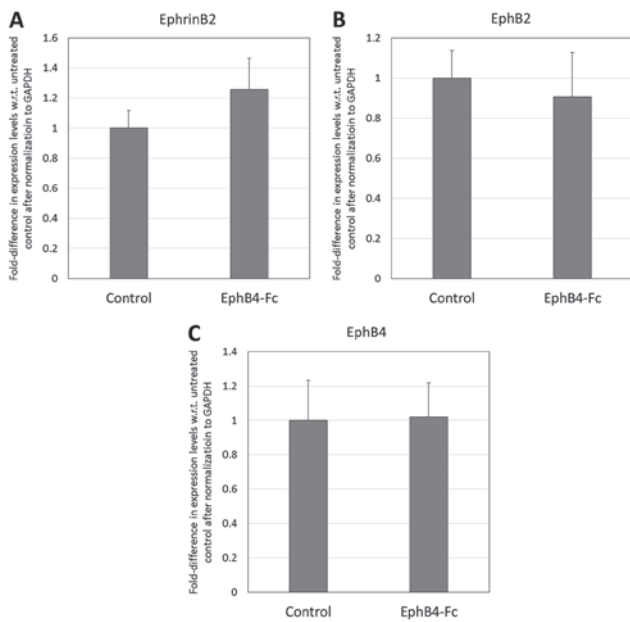 A
EphrinB2
Fold-difference in expression levels w.r.t. untreated
control after normalizatioin to GAPDH
1.6
1.4
1.2
1
0.8
0.6
0.4
0.2
0
Control
EphB4-Fc
B
EphB2
Fold-difference in expression levels w.r.t. untreated
control after normalizatioin to GAPDH
1.2
1
0.8
0.6
0.4
0.2
0
Control
EphB4-Fc
C
EphB4
Fold-difference in expression levels w.r.t. untreated
control after normalizatioin to GAPDH
1.4
1.2
1
0.8
0.6
0.4
0.2
0
Control
EphB4-Fc